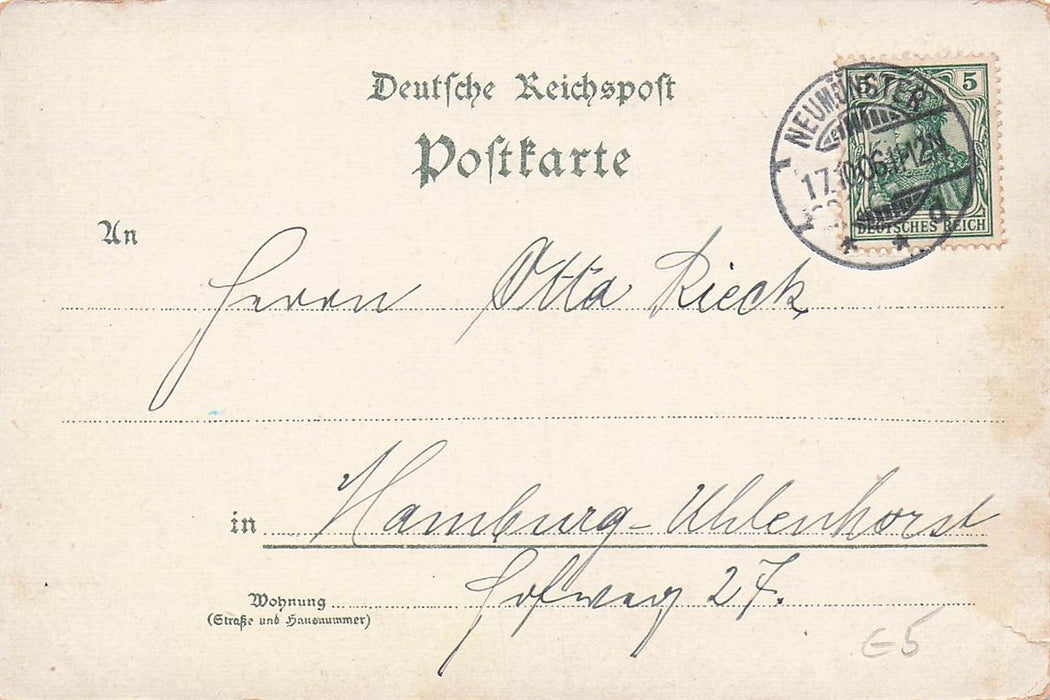 Deutsche Reichspost
Postkarte
5 5
NEUMÜNSTER
17.10.06.11-12N
* d *
DEUTSCHES REICH
An
Herrn Otto Rieck
in Hamburg-Uhlenhorst
Wohnung Hofweg 27.
(Straße und Hausnummer)
E5